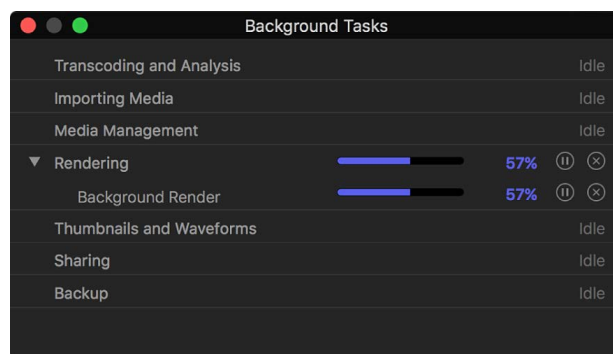 Background Tasks
Transcoding and Analysis Idle
Importing Media Idle
Media Management Idle
Rendering 57%
Background Render 57%
Thumbnails and Waveforms Idle
Sharing Idle
Backup Idle